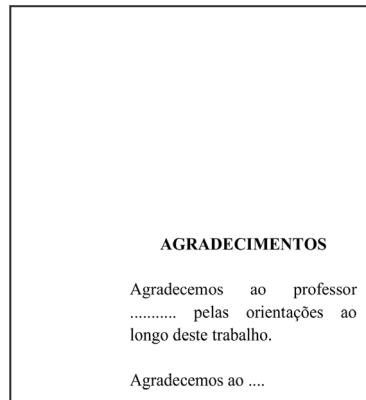 AGRADECIMENTOS
Agradecemos ao professor
........... pelas orientações ao
longo deste trabalho.
Agradecemos ao ....